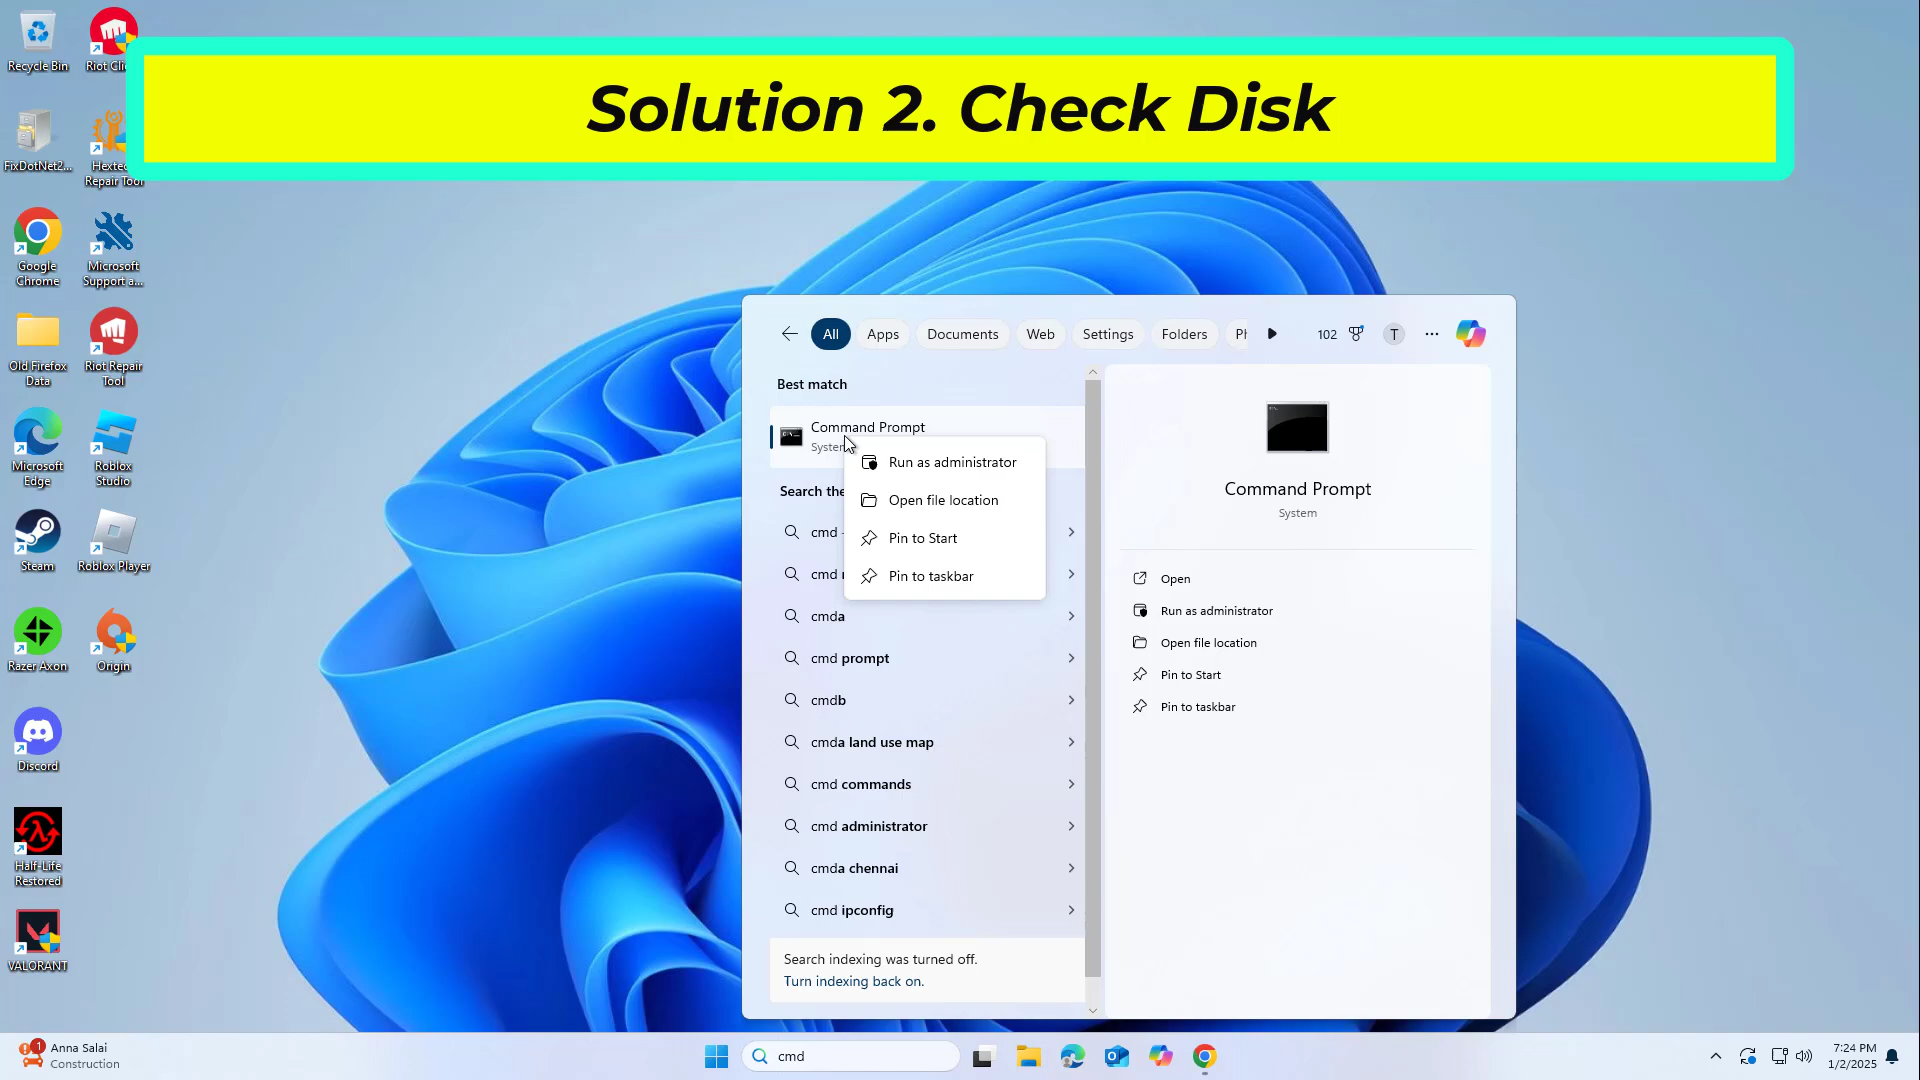 Solution 2. Check Disk
Recycle Bin
Riot Cli
FixDotNet2...
Hextec
Repair Tool
Google
Chrome
Microsoft
Support a...
Old Firefox
Data
Riot Repair
Tool
Microsoft
Edge
Roblox
Studio
Steam
Roblox Player
Razer Axon
Origin
Discord
Half-Life
Restored
VALORANT
All
Apps
Documents
Web
Settings
Folders
102
T
Best match
Command Prompt
System
Run as administrator
Open file location
Pin to Start
Pin to taskbar
Search the
cmd
cmd
cmda
cmd prompt
cmdb
cmda land use map
cmd commands
cmd administrator
cmda chennai
cmd ipconfig
Search indexing was turned off.
Turn indexing back on.
Command Prompt
System
Open
Run as administrator
Open file location
Pin to Start
Pin to taskbar
1
Anna Salai
Construction
cmd
7:24 PM
1/2/2025